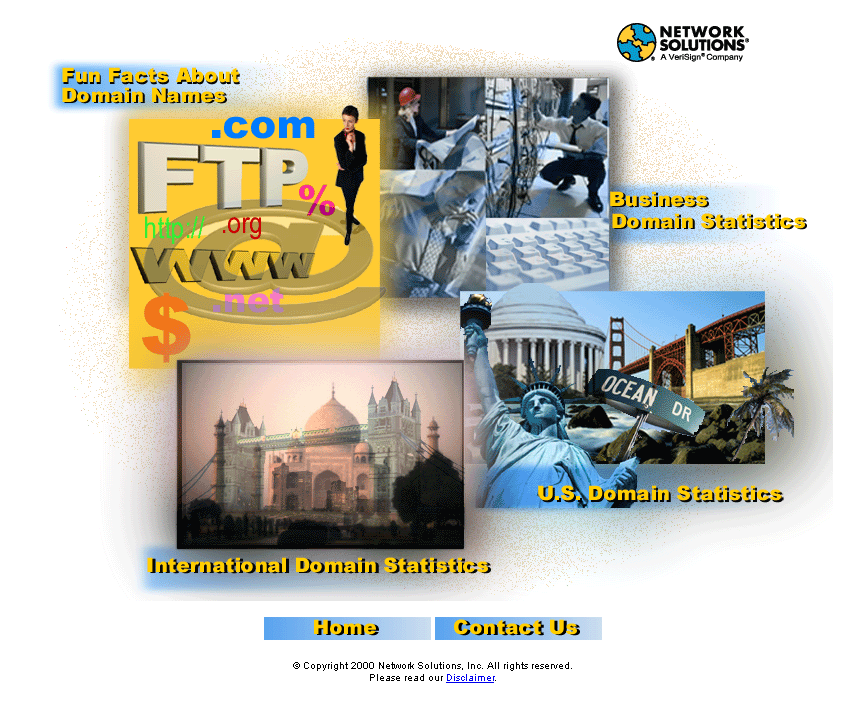 NETWORK
SOLUTIONS®
A VeriSign® Company
Fun Facts About
Domain Names
.com
FTP
%
http://
.org
@
www
.net
$
Business
Domain Statistics
OCEAN DR
U.S. Domain Statistics
International Domain Statistics
Home
Contact Us
© Copyright 2000 Network Solutions, Inc. All rights reserved.
Please read our Disclaimer.